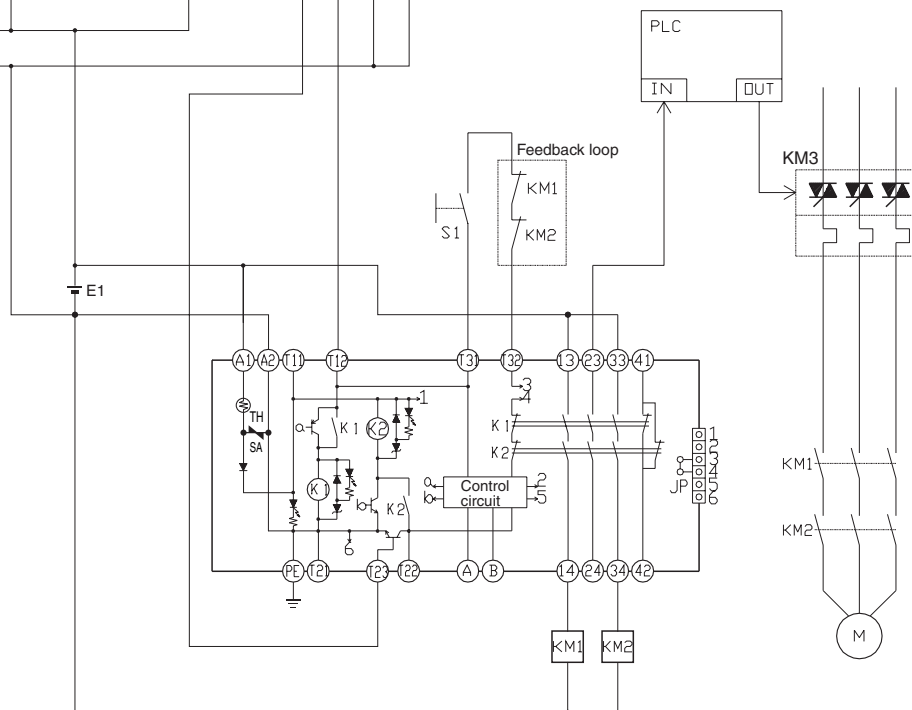 PLC
IN OUT
Feedback loop
KM3
KM1
S1
KM2
E1
A1 A2 T11 T12 T31 T32 13 23 33 41
3
1 4
TH
a K1 K2 K1
1
2
SA K2 3
KM1
4
K1 a Control circuit 2 JP 5
b K2 b 5 6
KM2
6
PE T21 T23 T22 A B 14 24 34 42
KM1 KM2 M